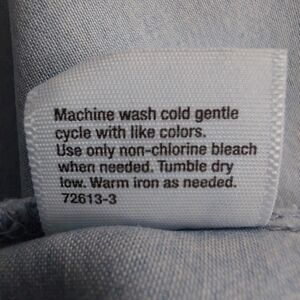 Machine wash cold gentle
cycle with like colors.
Use only non-chlorine bleach
when needed. Tumble dry
low. Warm iron as needed.
72613-3